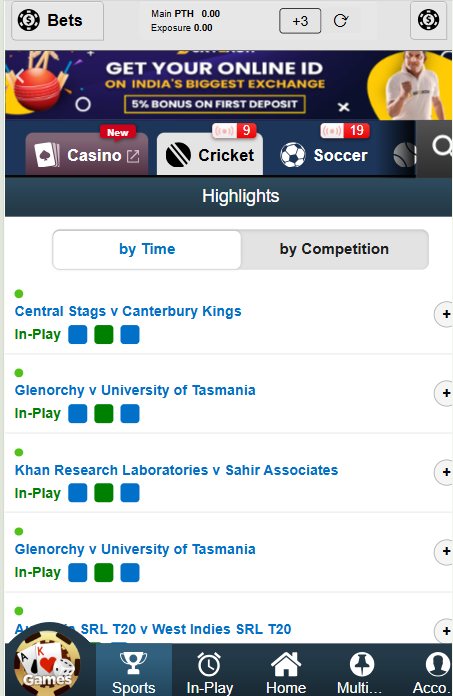 Bets
Main PTH 0.00
Exposure 0.00
+3
GET YOUR ONLINE ID
ON INDIA'S BIGGEST EXCHANGE
5% BONUS ON FIRST DEPOSIT
New
9
19
Casino
Cricket
Soccer
Highlights
by Time
by Competition
Central Stags v Canterbury Kings
+
In-Play
Glenorchy v University of Tasmania
+
In-Play
Khan Research Laboratories v Sahir Associates
+
In-Play
Glenorchy v University of Tasmania
+
In-Play
SRL T20 v West Indies SRL T20
+
A
K
Games
Sports
In-Play
Home
Multi...
Acco